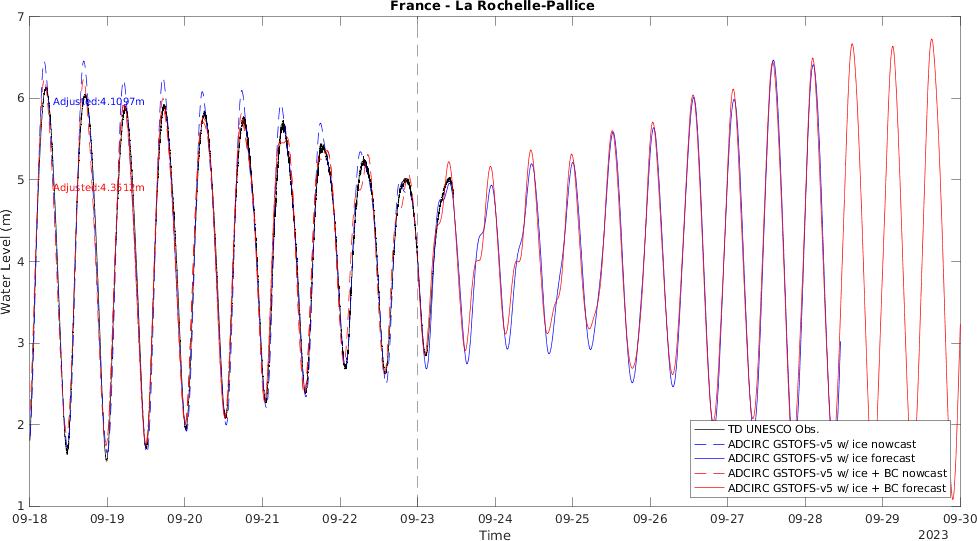 France - La Rochelle-Pallice
7
6
5
4
3
2
1
Water Level (m)
Adjusted:4.1097m
Adjusted:4.3512m
TD UNESCO Obs.
ADCIRC GSTOFS-v5 w/ ice nowcast
ADCIRC GSTOFS-v5 w/ ice forecast
ADCIRC GSTOFS-v5 w/ ice + BC nowcast
ADCIRC GSTOFS-v5 w/ ice + BC forecast
09-18 09-19 09-20 09-21 09-22 09-23 09-24 09-25 09-26 09-27 09-28 09-29 09-30
Time
2023